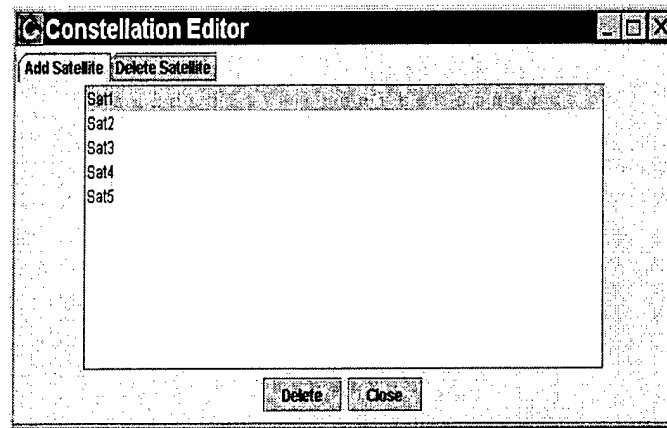 Constellation Editor
Add Satellite Delete Satellite
Sat1
Sat2
Sat3
Sat4
Sat5
Delete Close